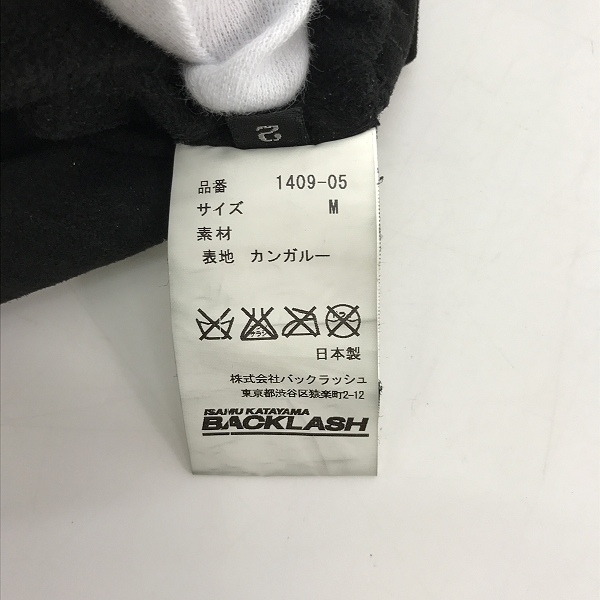 2
品番 1409-05
サイズ M
素材
表地 カンガルー
日本製
株式会社バックラッシュ
東京都渋谷区猿楽町2-12
ISAMU KATAYAMA
BACKLASH